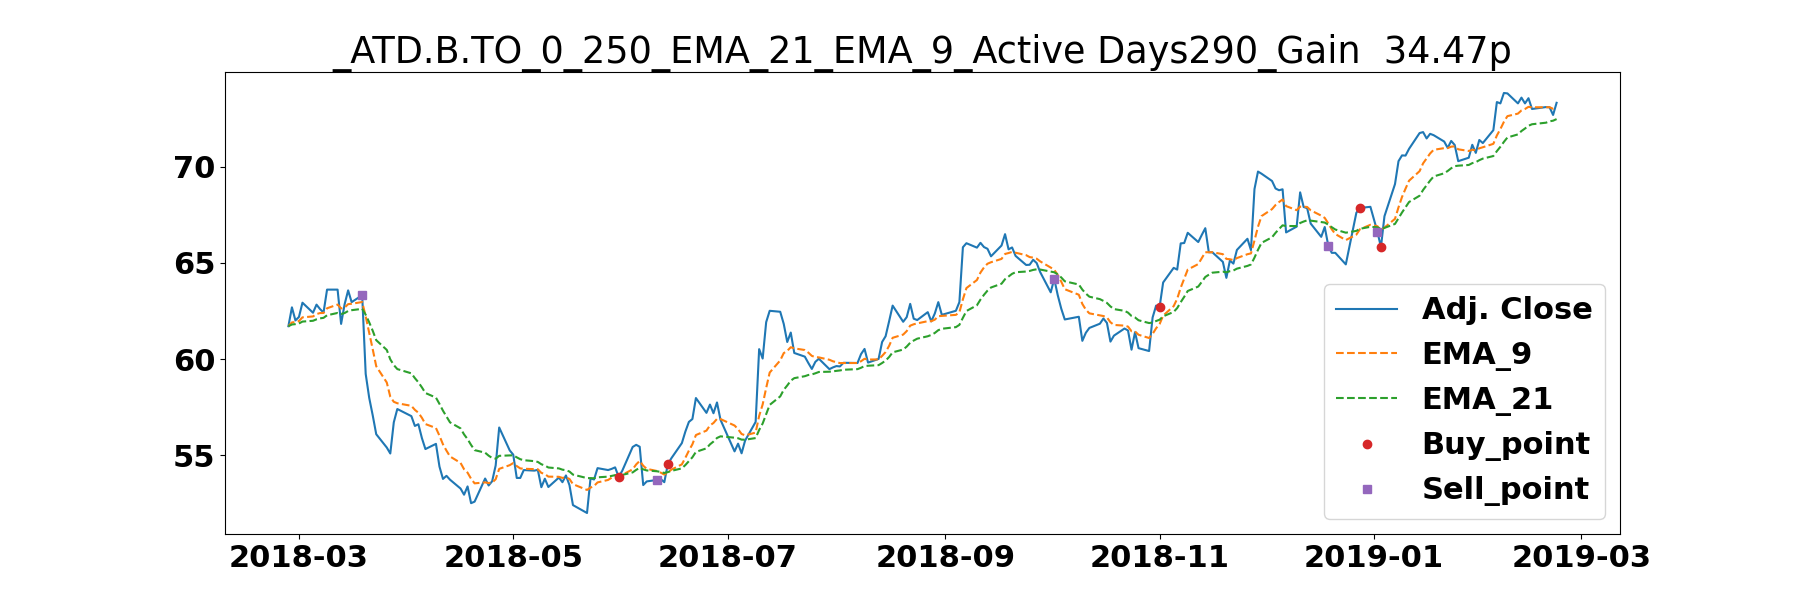 _ATD.B.TO_0_250_EMA_21_EMA_9_Active Days290_Gain  34.47p
70
65
60
55
2018-03 2018-05 2018-07 2018-09 2018-11 2019-01 2019-03
Adj. Close
EMA_9
EMA_21
Buy_point
Sell_point